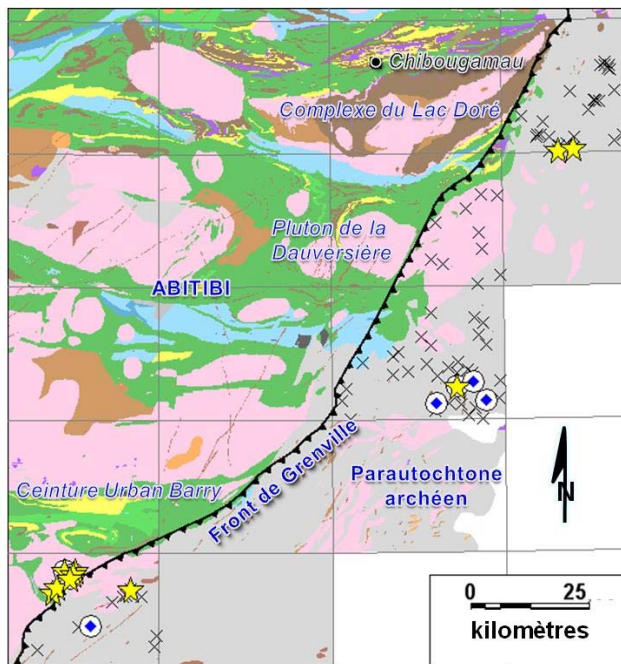 Chibougamau
Complexe du Lac Doré
Pluton de la
Dauversière
ABITIBI
Parautochtone
archéen
Front de Grenville
Ceinture Urban Barry
N
0 25
kilomètres